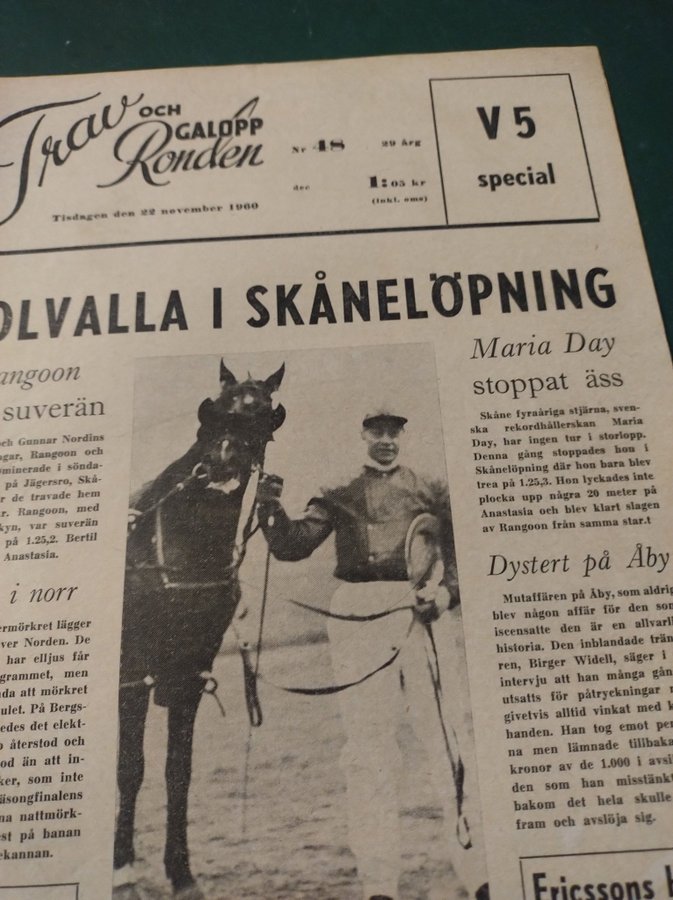 Trav OCH
GALOPP
Ronden
Nr 48 29 årg
dec 1:05 kr
(inkl. oms)
Tisdagen den 22 november 1960
V 5
special
OLVALLA I SKÅNELÖPNING
angoon
suverän
ch Gunnar Nordins
gar, Rangoon och
ominerade i sönda-
på Jägersro, Skå-
r de travade hem
r. Rangoon, med
kyn, var suverän
på 1.25,2. Bertil
Anastasia.
i norr
ermörkret lägger
ver Norden. De
har elljus får
grammet, men
da att mörkret
ulet. På Bergs-
edes det elekt-
o återstod och
od än att in-
ker, som inte
äsongfinalens
na nattmörk-
est på banan
ekannan.
Maria Day
stoppat äss
Skåne fyraåriga stjärna, sven-
ska rekordhållerskan Maria
Day, har ingen tur i storlopp.
Denna gång stoppades hon i
Skånelöpning där hon bara blev
trea på 1.25,3. Hon lyckades inte
plocka upp några 20 meter på
Anastasia och blev klart slagen
av Rangoon från samma star.t
Dystert på Åby
Mutaffären på Åby, som aldrig
blev någon affär för den som
iscensatte den är en allvarl
historia. Den inblandade trän
ren, Birger Widell, säger i
intervju att han många gån
utsatts för påtryckningar
givetvis alltid vinkat med k
handen. Han tog emot pe
na men lämnade tillbaka
kronor av de 1.000 i avsi
den som han misstänkt
bakom det hela skulle
fram och avslöja sig.
Ericssons